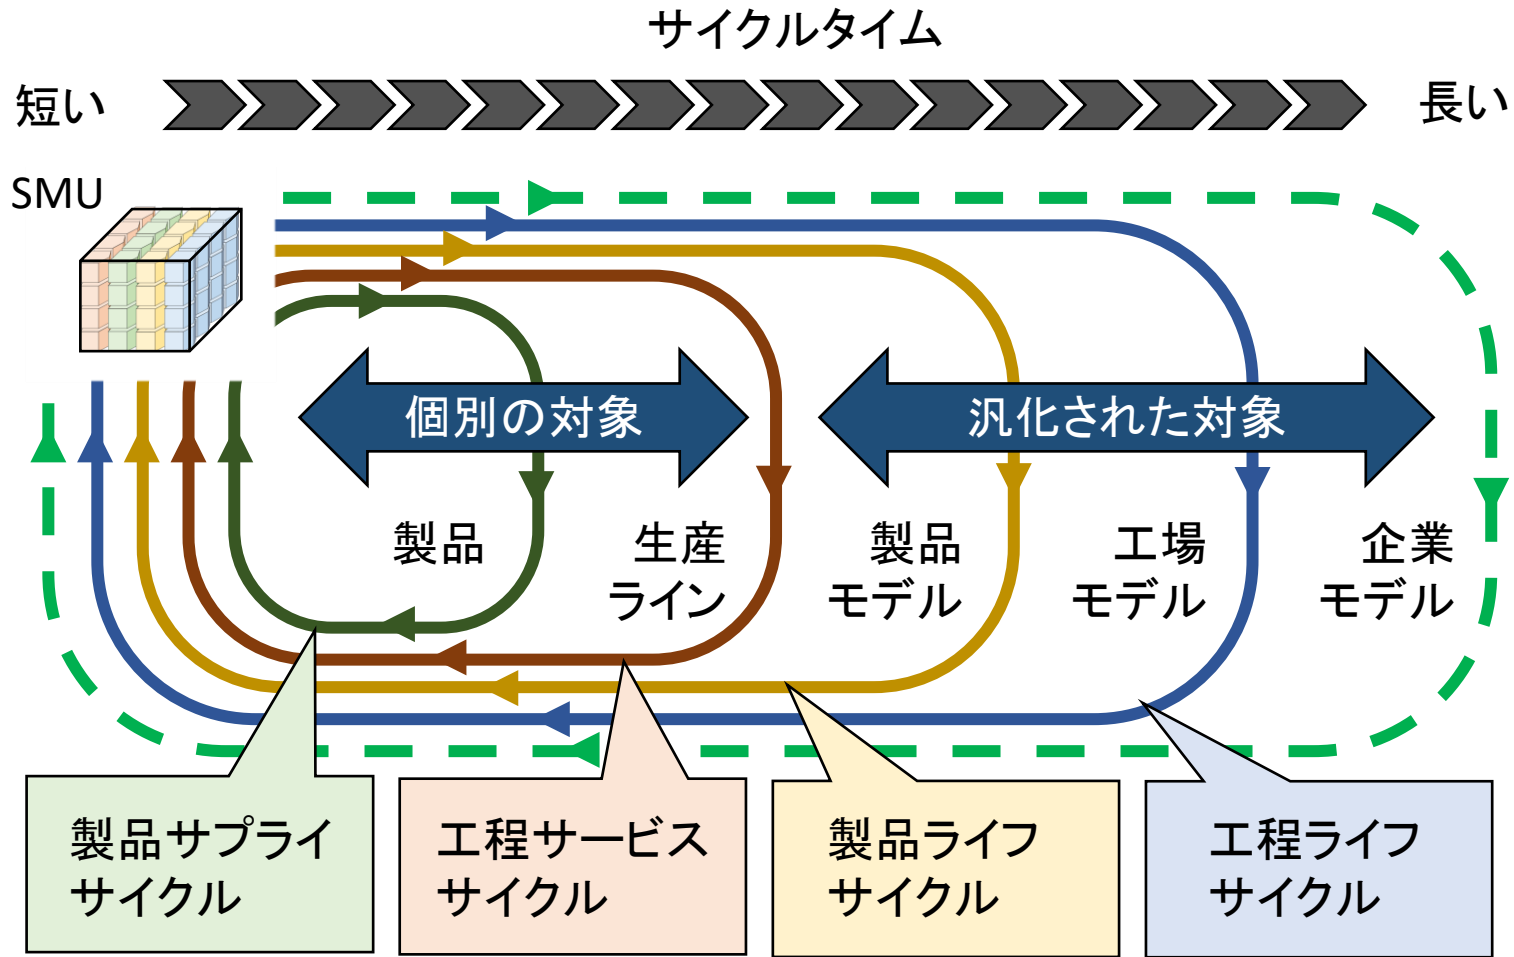 サイクルタイム
短い
長い
SMU
個別の対象
汎化された対象
製品
生産
ライン
製品
モデル
工場
モデル
企業
モデル
製品サプライ
サイクル
工程サービス
サイクル
製品ライフ
サイクル
工程ライフ
サイクル